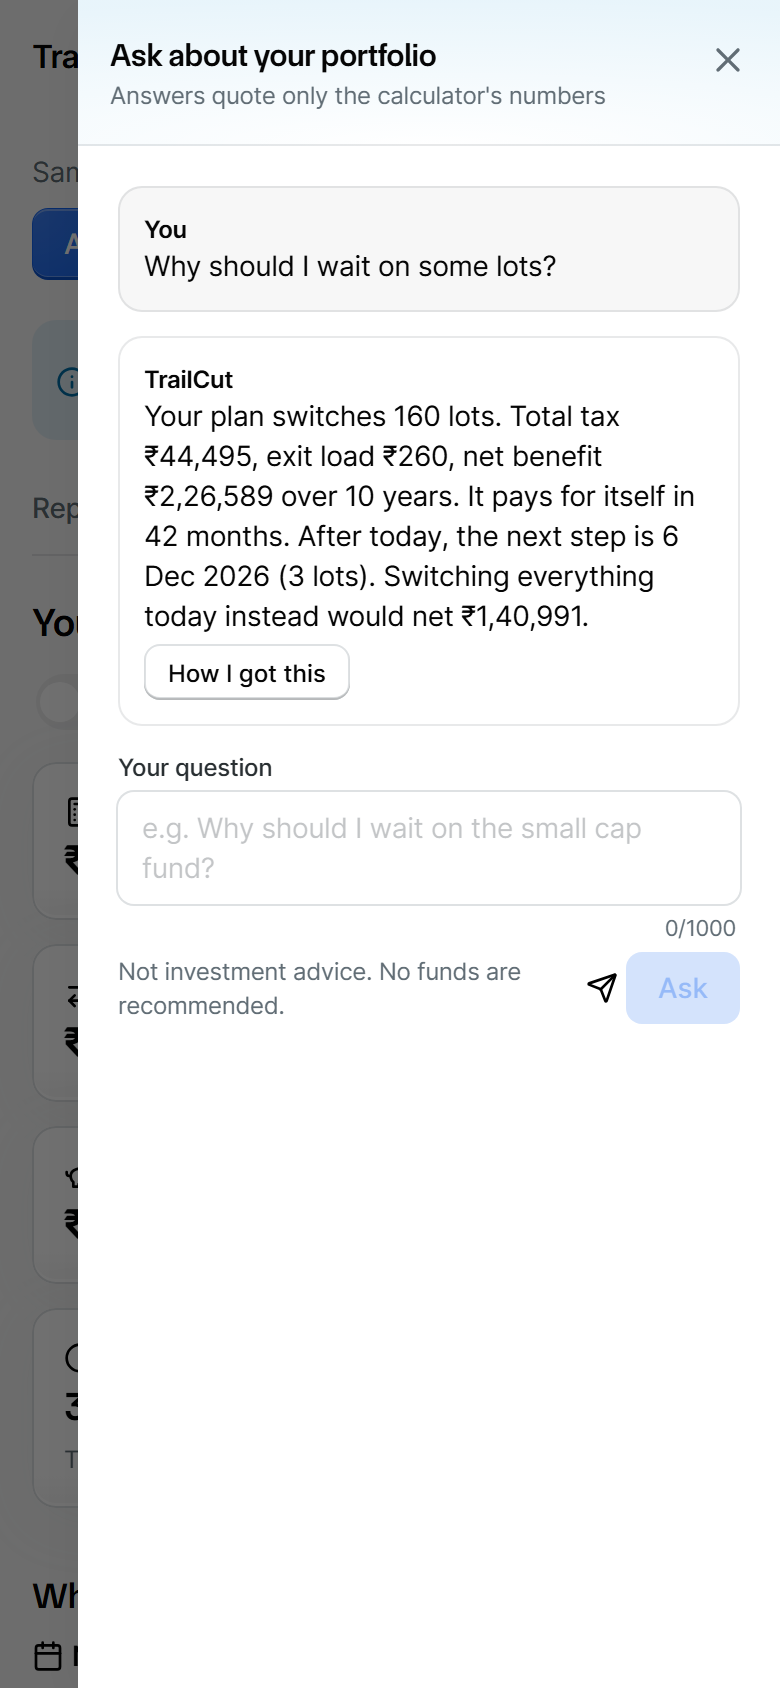 Ask about your portfolio
Answers quote only the calculator's numbers
You
Why should I wait on some lots?
TrailCut
Your plan switches 160 lots. Total tax
₹44,495, exit load ₹260, net benefit
₹2,26,589 over 10 years. It pays for itself in
42 months. After today, the next step is 6
Dec 2026 (3 lots). Switching everything
today instead would net ₹1,40,991.
How I got this
Your question
e.g. Why should I wait on the small cap
fund?
0/1000
Not investment advice. No funds are
recommended.
Ask